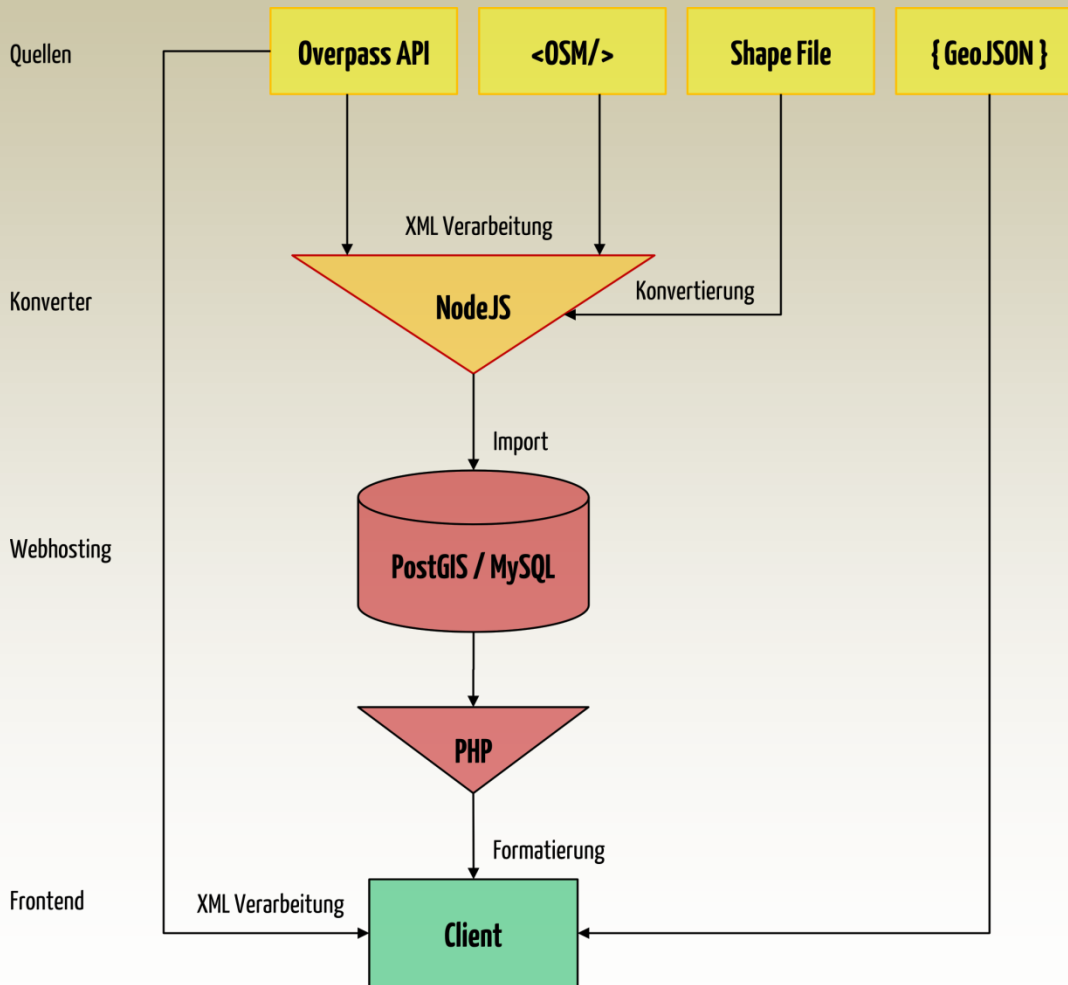 Quellen
Overpass API
<OSM/>
Shape File
{ GeoJSON }
XML Verarbeitung
Konverter
NodeJS
Konvertierung
Import
Webhosting
PostGIS / MySQL
PHP
Formatierung
Frontend
XML Verarbeitung
Client